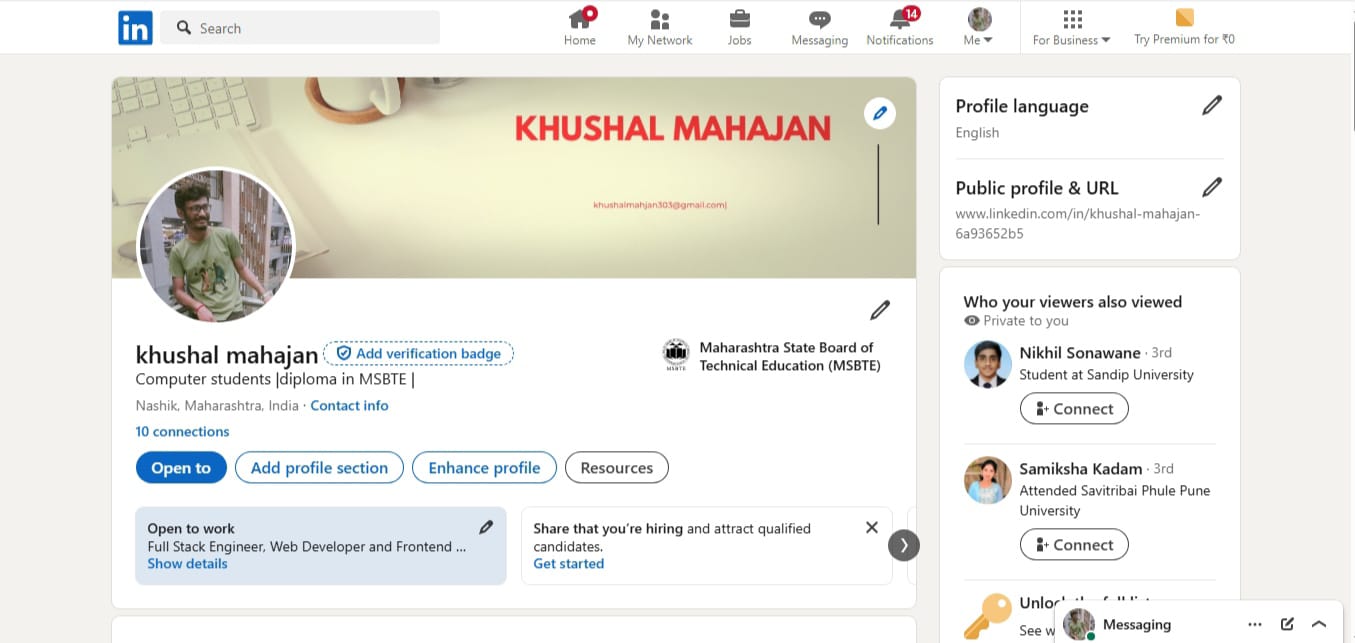 in
Search
Home
My Network
Jobs
Messaging
14
Notifications
Me
For Business
Try Premium for ₹0
KHUSHAL MAHAJAN
khushalmahjan303@gmail.com|
khushal mahajan
Add verification badge
Computer students |diploma in MSBTE |
Nashik, Maharashtra, India · Contact info
10 connections
MSBTE
Maharashtra State Board of
Technical Education (MSBTE)
Open to
Add profile section
Enhance profile
Resources
Open to work
Full Stack Engineer, Web Developer and Frontend ...
Show details
Share that you're hiring and attract qualified
candidates.
Get started
Profile language
English
Public profile & URL
www.linkedin.com/in/khushal-mahajan-
6a93652b5
Who your viewers also viewed
Private to you
Nikhil Sonawane · 3rd
Student at Sandip University
Connect
Samiksha Kadam · 3rd
Attended Savitribai Phule Pune
University
Connect
See
Messaging